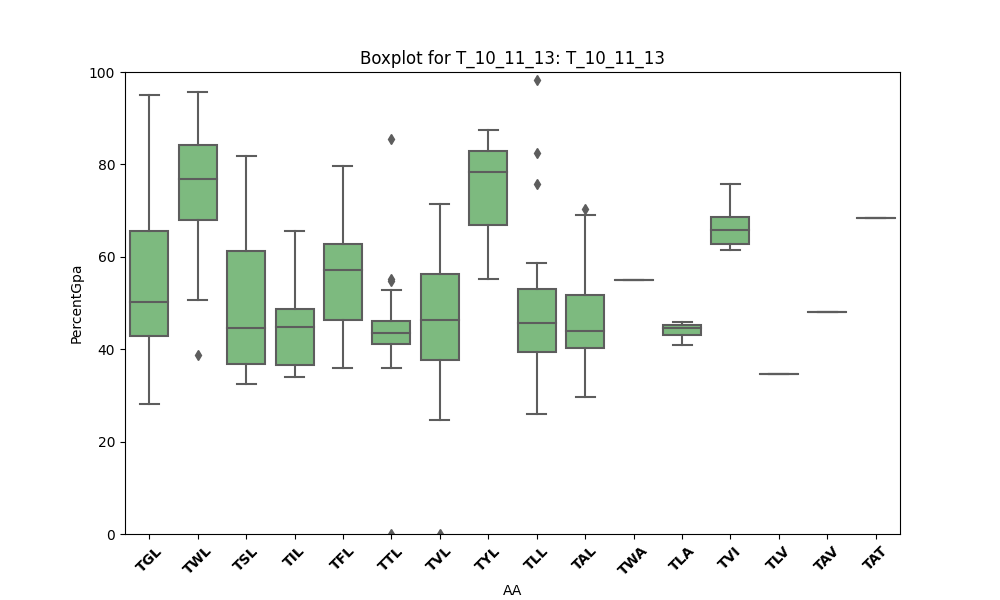 Boxplot for T_10_11_13: T_10_11_13
100
80
60
40
20
0
PercentGpa
TGL TWL TSL TIL TFL TTL TVL TYL TLL TAL TWA TLA TVI TLV TAV TAT
AA